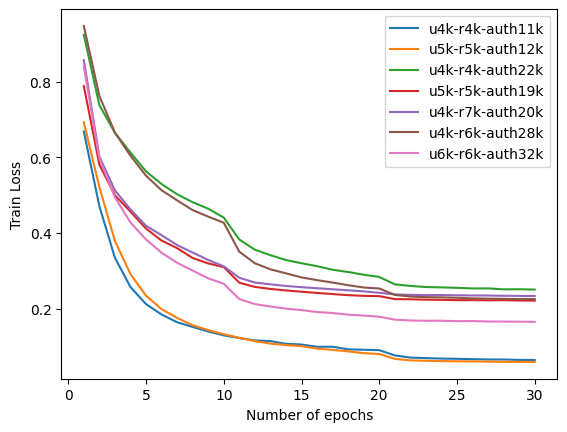 u4k-r4k-auth11k
u5k-r5k-auth12k
u4k-r4k-auth22k
u5k-r5k-auth19k
u4k-r7k-auth20k
u4k-r6k-auth28k
u6k-r6k-auth32k
Train Loss
0.8
0.6
0.4
0.2
0 5 10 15 20 25 30
Number of epochs